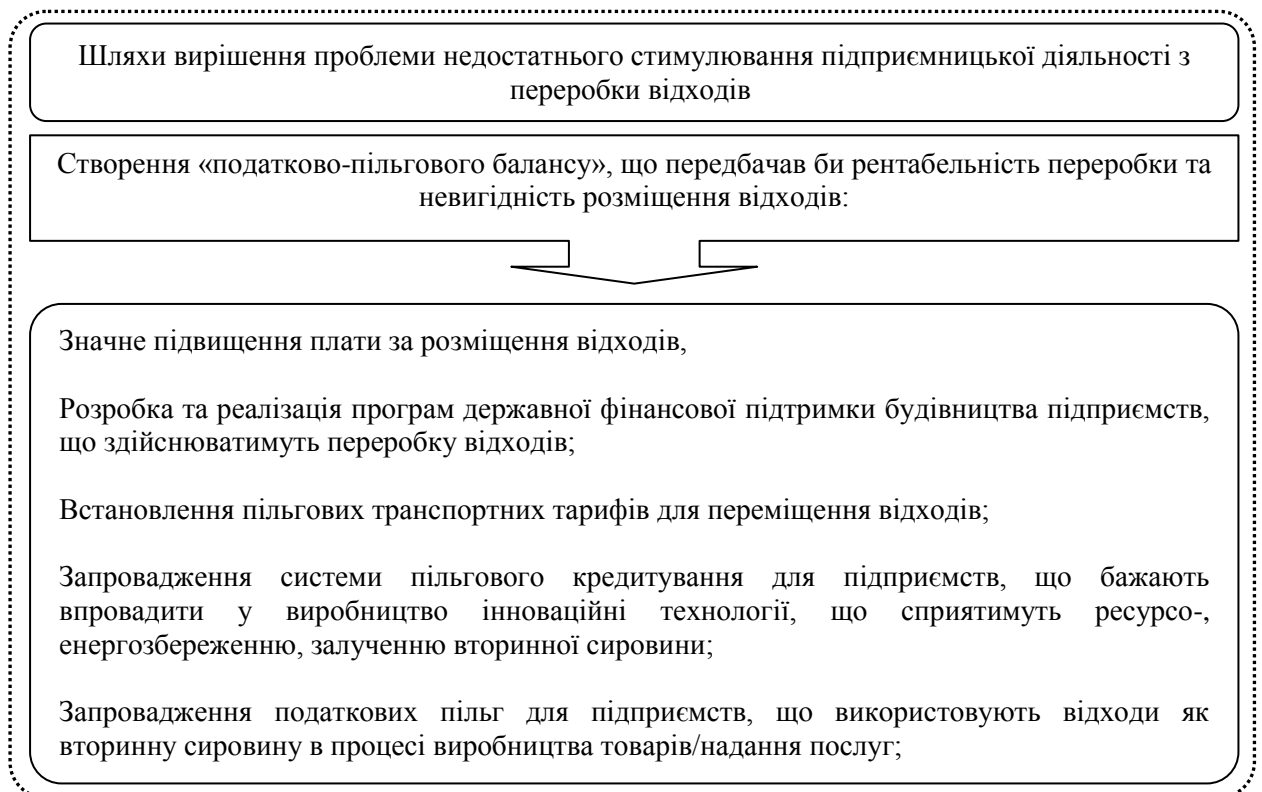 Шляхи вирішення проблеми недостатнього стимулювання підприємницької діяльності з
переробки відходів
Створення «податково-пільгового балансу», що передбачав би рентабельність переробки та
невигідність розміщення відходів:
Значне підвищення плати за розміщення відходів,
Розробка та реалізація програм державної фінансової підтримки будівництва підприємств,
що здійснюватимуть переробку відходів;
Встановлення пільгових транспортних тарифів для переміщення відходів;
Запровадження системи пільгового кредитування для підприємств, що бажають
впровадити у виробництво інноваційні технології, що сприятимуть ресурсо-,
енергозбереженню, залученню вторинної сировини;
Запровадження податкових пільг для підприємств, що використовують відходи як
вторинну сировину в процесі виробництва товарів/надання послуг;